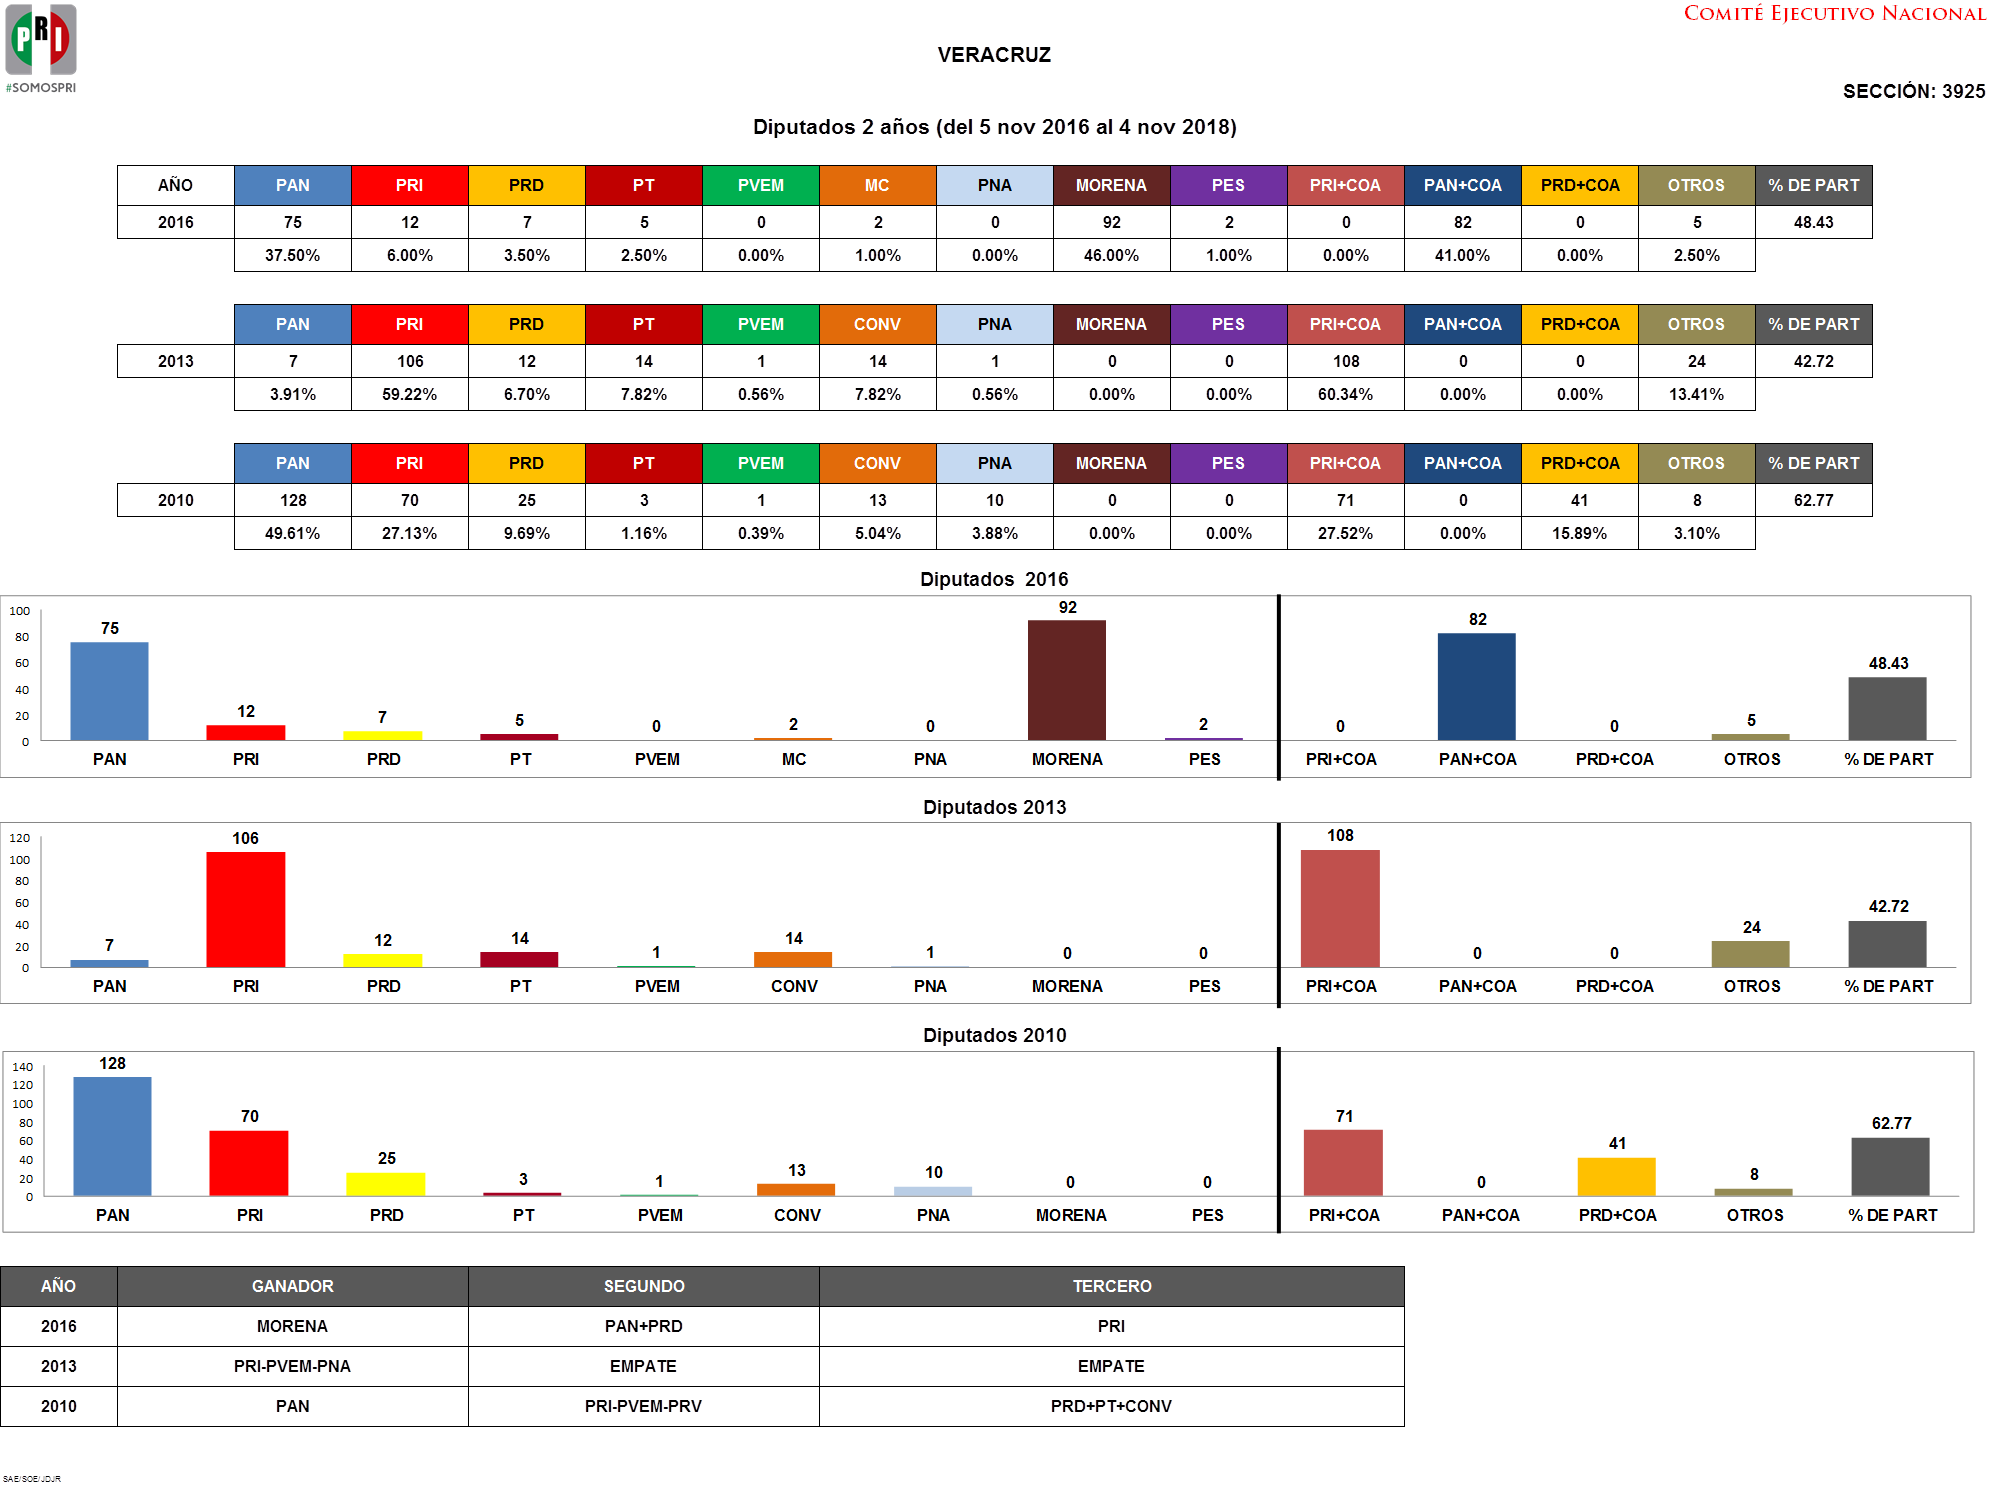 PRI
#SOMOSPRI
COMITÉ EJECUTIVO NACIONAL
VERACRUZ
SECCIÓN: 3925
Diputados 2 años (del 5 nov 2016 al 4 nov 2018)
AÑO PAN PRI PRD PT PVEM MC PNA MORENA PES PRI+COA PAN+COA PRD+COA OTROS % DE PART
2016 75 12 7 5 0 2 0 92 2 0 82 0 5 48.43
37.50% 6.00% 3.50% 2.50% 0.00% 1.00% 0.00% 46.00% 1.00% 0.00% 41.00% 0.00% 2.50%
PAN PRI PRD PT PVEM CONV PNA MORENA PES PRI+COA PAN+COA PRD+COA OTROS % DE PART
2013 7 106 12 14 1 14 1 0 0 108 0 0 24 42.72
3.91% 59.22% 6.70% 7.82% 0.56% 7.82% 0.56% 0.00% 0.00% 60.34% 0.00% 0.00% 13.41%
PAN PRI PRD PT PVEM CONV PNA MORENA PES PRI+COA PAN+COA PRD+COA OTROS % DE PART
2010 128 70 25 3 1 13 10 0 0 71 0 41 8 62.77
49.61% 27.13% 9.69% 1.16% 0.39% 5.04% 3.88% 0.00% 0.00% 27.52% 0.00% 15.89% 3.10%
Diputados 2016
100
80
60
40
20
0
75 12 7 5 0 2 0 92 2 0 82 0 5 48.43
PAN PRI PRD PT PVEM MC PNA MORENA PES PRI+COA PAN+COA PRD+COA OTROS % DE PART
Diputados 2013
120
100
80
60
40
20
0
7 106 12 14 1 14 1 0 0 108 0 0 24 42.72
PAN PRI PRD PT PVEM CONV PNA MORENA PES PRI+COA PAN+COA PRD+COA OTROS % DE PART
Diputados 2010
140
120
100
80
60
40
20
0
128 70 25 3 1 13 10 0 0 71 0 41 8 62.77
PAN PRI PRD PT PVEM CONV PNA MORENA PES PRI+COA PAN+COA PRD+COA OTROS % DE PART
AÑO GANADOR SEGUNDO TERCERO
2016 MORENA PAN+PRD PRI
2013 PRI-PVEM-PNA EMPATE EMPATE
2010 PAN PRI-PVEM-PRV PRD+PT+CONV
SAE/SOE/JDJR